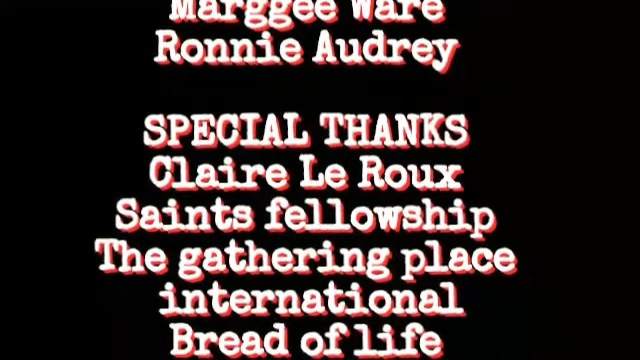 Marggee Ware
Ronnie Audrey
SPECIAL THANKS
Claire Le Roux
Saints fellowship
The gathering place
international
Bread of life